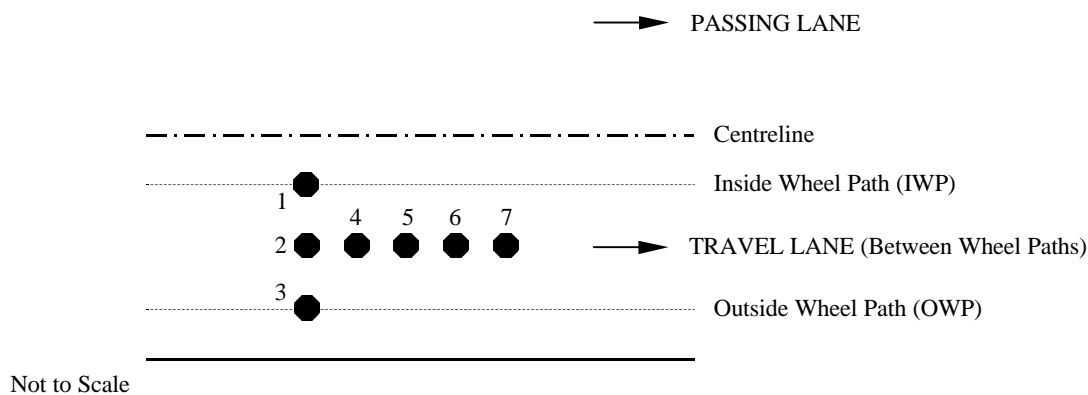 PASSING LANE
Centreline
Inside Wheel Path (IWP)
1
4 5 6 7
2
TRAVEL LANE (Between Wheel Paths)
3
Outside Wheel Path (OWP)
Not to Scale